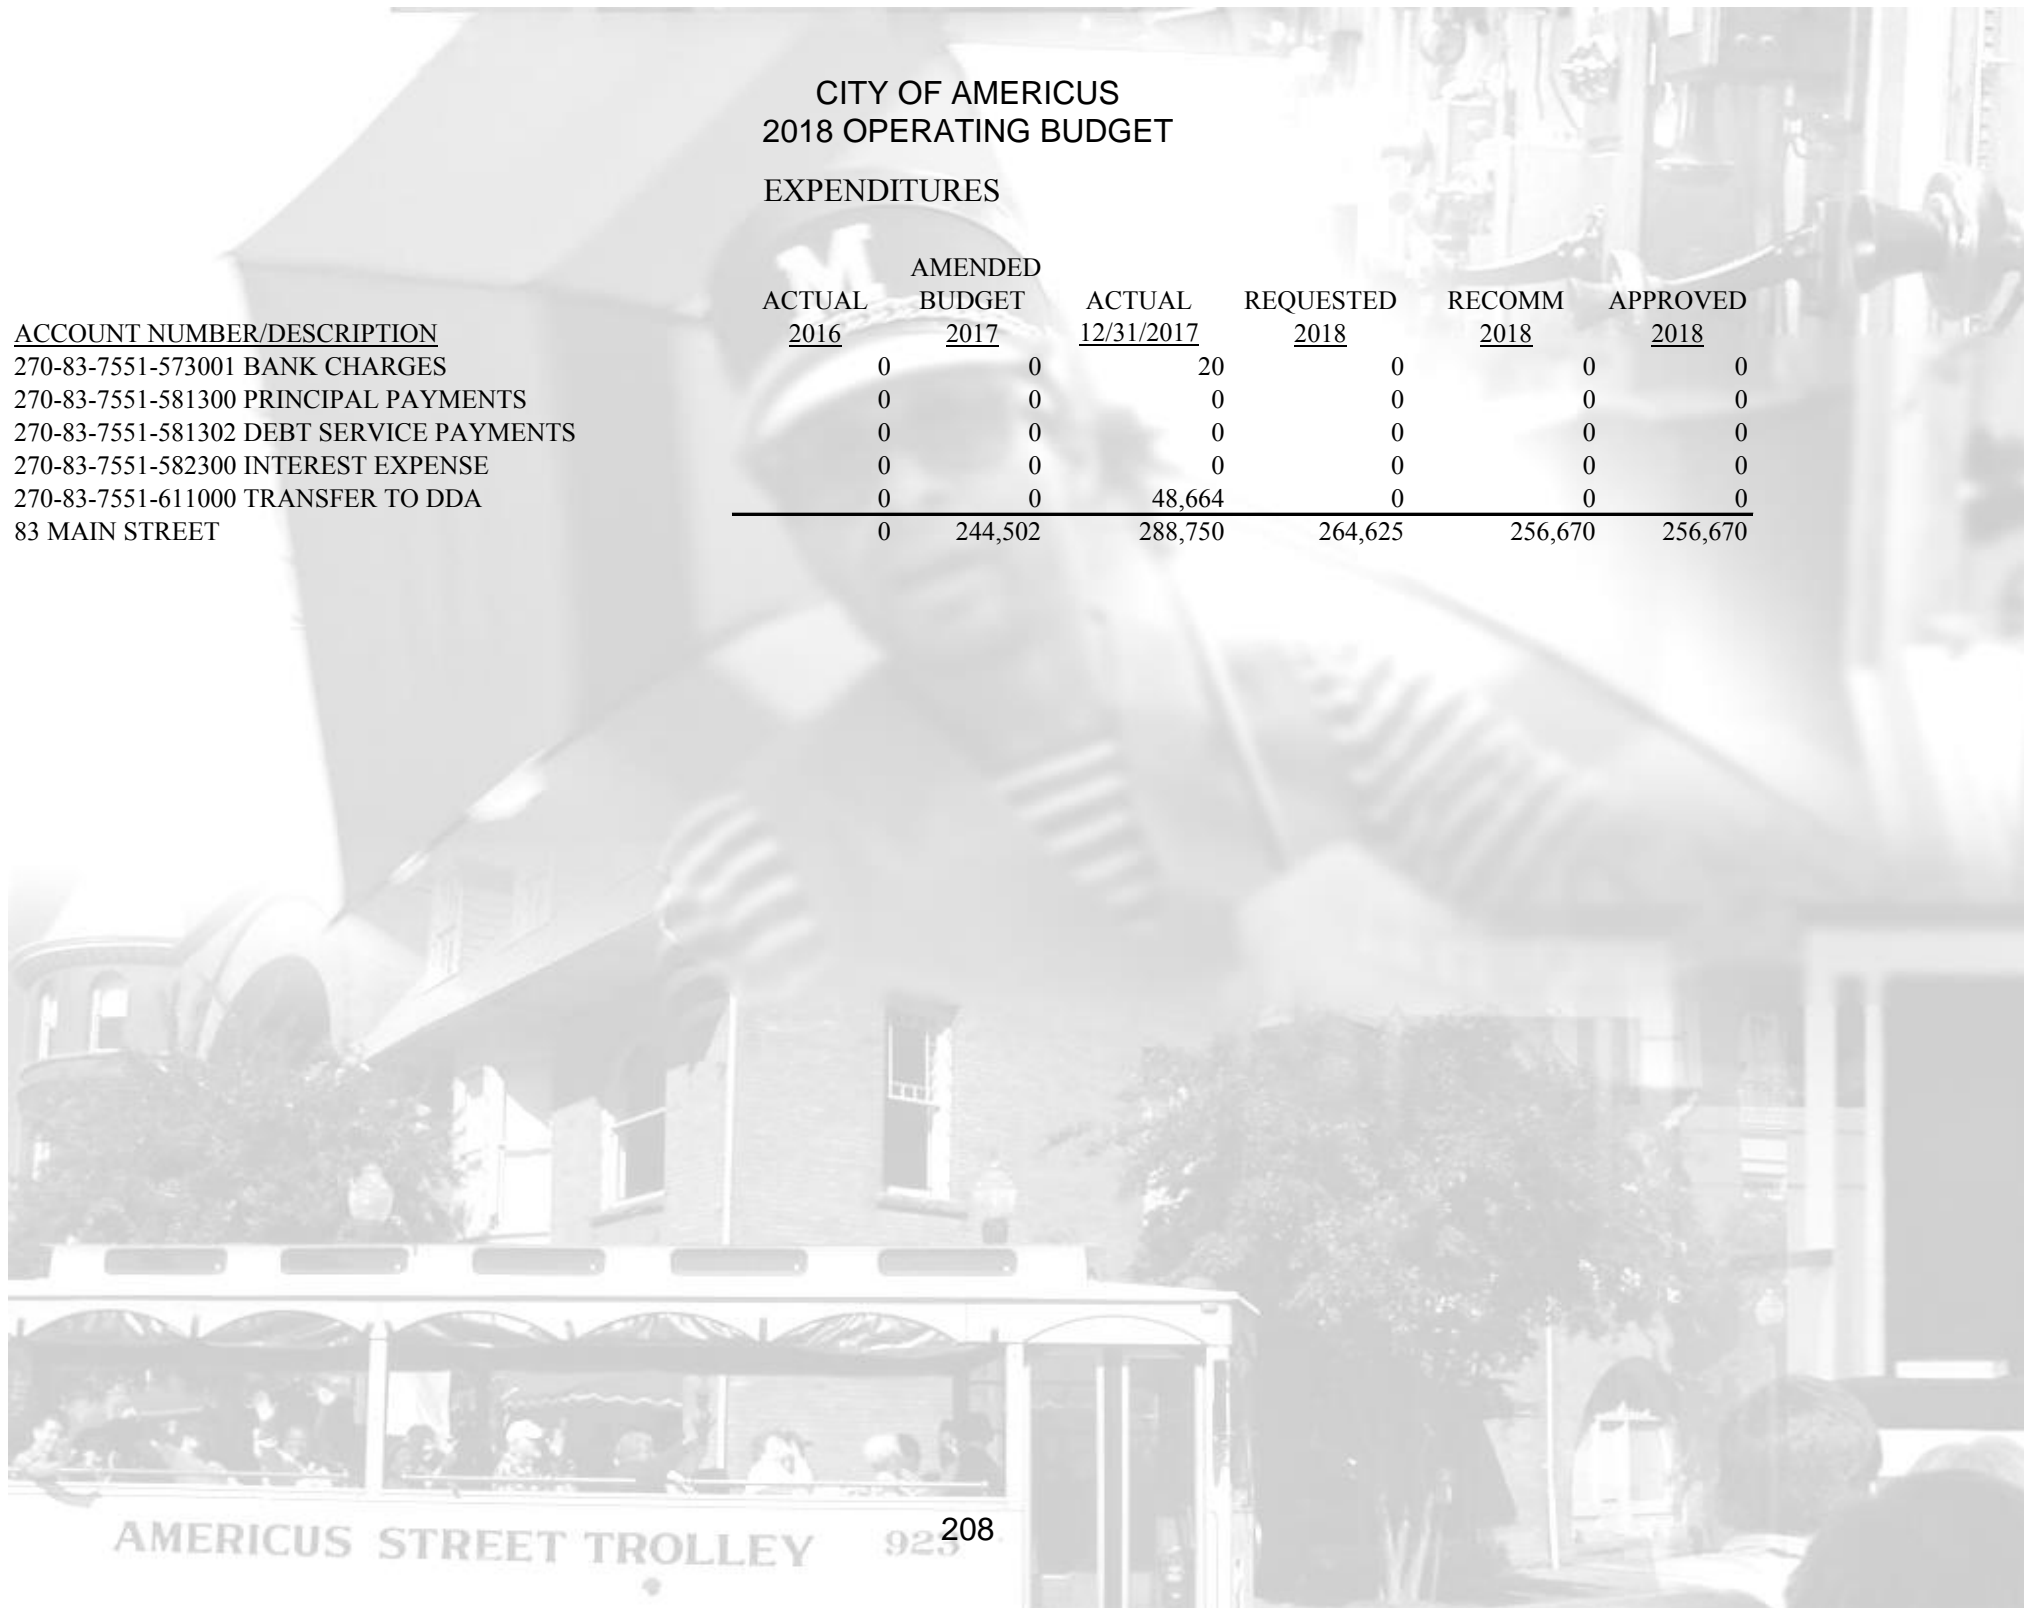 CITY OF AMERICUS
2018 OPERATING BUDGET
EXPENDITURES
AMENDED
ACTUAL BUDGET ACTUAL REQUESTED RECOMM APPROVED
ACCOUNT NUMBER/DESCRIPTION 2016 2017 12/31/2017 2018 2018 2018
270-83-7551-573001 BANK CHARGES 0 0 20 0 0 0
270-83-7551-581300 PRINCIPAL PAYMENTS 0 0 0 0 0 0
270-83-7551-581302 DEBT SERVICE PAYMENTS 0 0 0 0 0 0
270-83-7551-582300 INTEREST EXPENSE 0 0 0 0 0 0
270-83-7551-611000 TRANSFER TO DDA 0 0 48,664 0 0 0
83 MAIN STREET 0 244,502 288,750 264,625 256,670 256,670
M
AMERICUS STREET TROLLEY
208